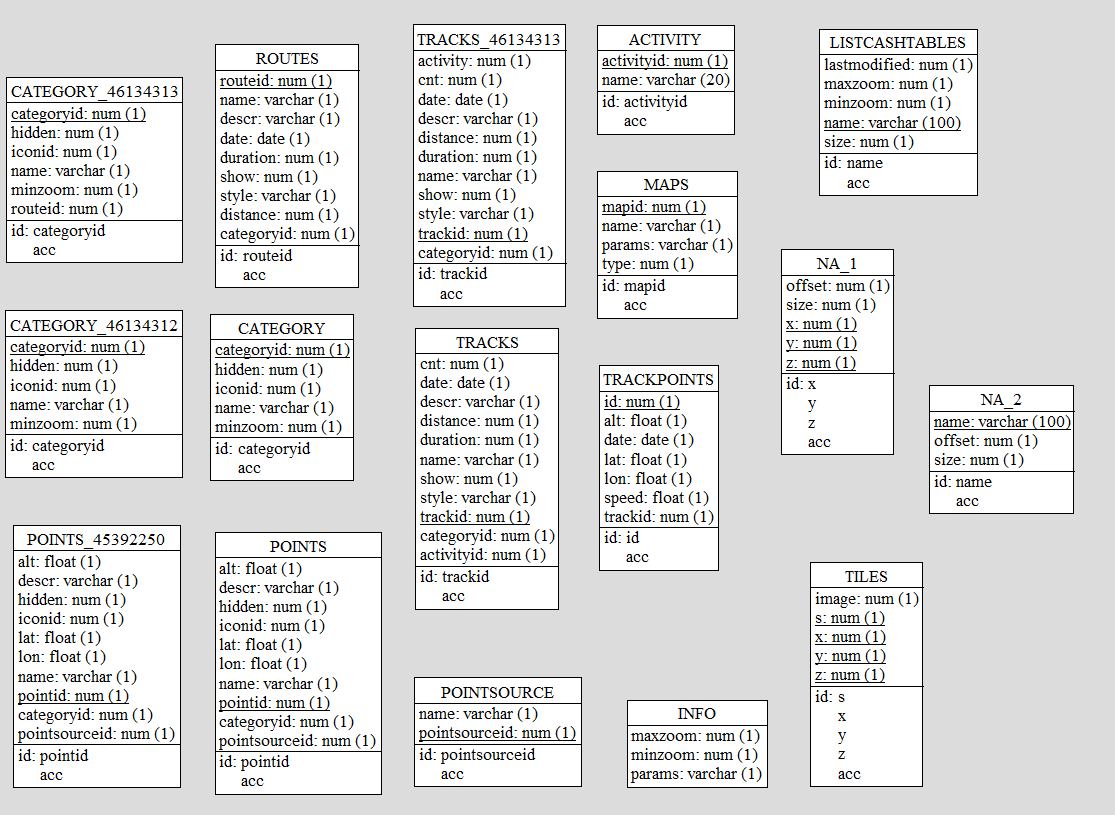 CATEGORY_46134313
categoryid: num (1)
hidden: num (1)
iconid: num (1)
name: varchar (1)
minzoom: num (1)
routeid: num (1)
id: categoryid
acc
ROUTES
routeid: num (1)
name: varchar (1)
descr: varchar (1)
date: date (1)
duration: num (1)
show: num (1)
style: varchar (1)
distance: num (1)
categoryid: num (1)
id: routeid
acc
TRACKS_46134313
activity: num (1)
cnt: num (1)
date: date (1)
descr: varchar (1)
distance: num (1)
duration: num (1)
name: varchar (1)
show: num (1)
style: varchar (1)
trackid: num (1)
categoryid: num (1)
id: trackid
acc
ACTIVITY
activityid: num (1)
name: varchar (20)
id: activityid
acc
LISTCASHTABLES
lastmodified: num (1)
maxzoom: num (1)
minzoom: num (1)
name: varchar (100)
size: num (1)
id: name
acc
MAPS
mapid: num (1)
name: varchar (1)
params: varchar (1)
type: num (1)
id: mapid
acc
NA_1
offset: num (1)
size: num (1)
x: num (1)
y: num (1)
z: num (1)
id: x
y
z
acc
CATEGORY_46134312
categoryid: num (1)
hidden: num (1)
iconid: num (1)
name: varchar (1)
minzoom: num (1)
id: categoryid
acc
CATEGORY
categoryid: num (1)
hidden: num (1)
iconid: num (1)
name: varchar (1)
minzoom: num (1)
id: categoryid
acc
TRACKS
cnt: num (1)
date: date (1)
descr: varchar (1)
distance: num (1)
duration: num (1)
name: varchar (1)
show: num (1)
style: varchar (1)
trackid: num (1)
categoryid: num (1)
activityid: num (1)
id: trackid
acc
TRACKPOINTS
id: num (1)
alt: float (1)
date: date (1)
lat: float (1)
lon: float (1)
speed: float (1)
trackid: num (1)
id: id
acc
NA_2
name: varchar (100)
offset: num (1)
size: num (1)
id: name
acc
POINTS_45392250
alt: float (1)
descr: varchar (1)
hidden: num (1)
iconid: num (1)
lat: float (1)
lon: float (1)
name: varchar (1)
pointid: num (1)
categoryid: num (1)
pointsourceid: num (1)
id: pointid
acc
POINTS
alt: float (1)
descr: varchar (1)
hidden: num (1)
iconid: num (1)
lat: float (1)
lon: float (1)
name: varchar (1)
pointid: num (1)
categoryid: num (1)
pointsourceid: num (1)
id: pointid
acc
POINTSOURCE
name: varchar (1)
pointsourceid: num (1)
id: pointsourceid
acc
INFO
maxzoom: num (1)
minzoom: num (1)
params: varchar (1)
TILES
image: num (1)
s: num (1)
x: num (1)
y: num (1)
z: num (1)
id: s
x
y
z
acc